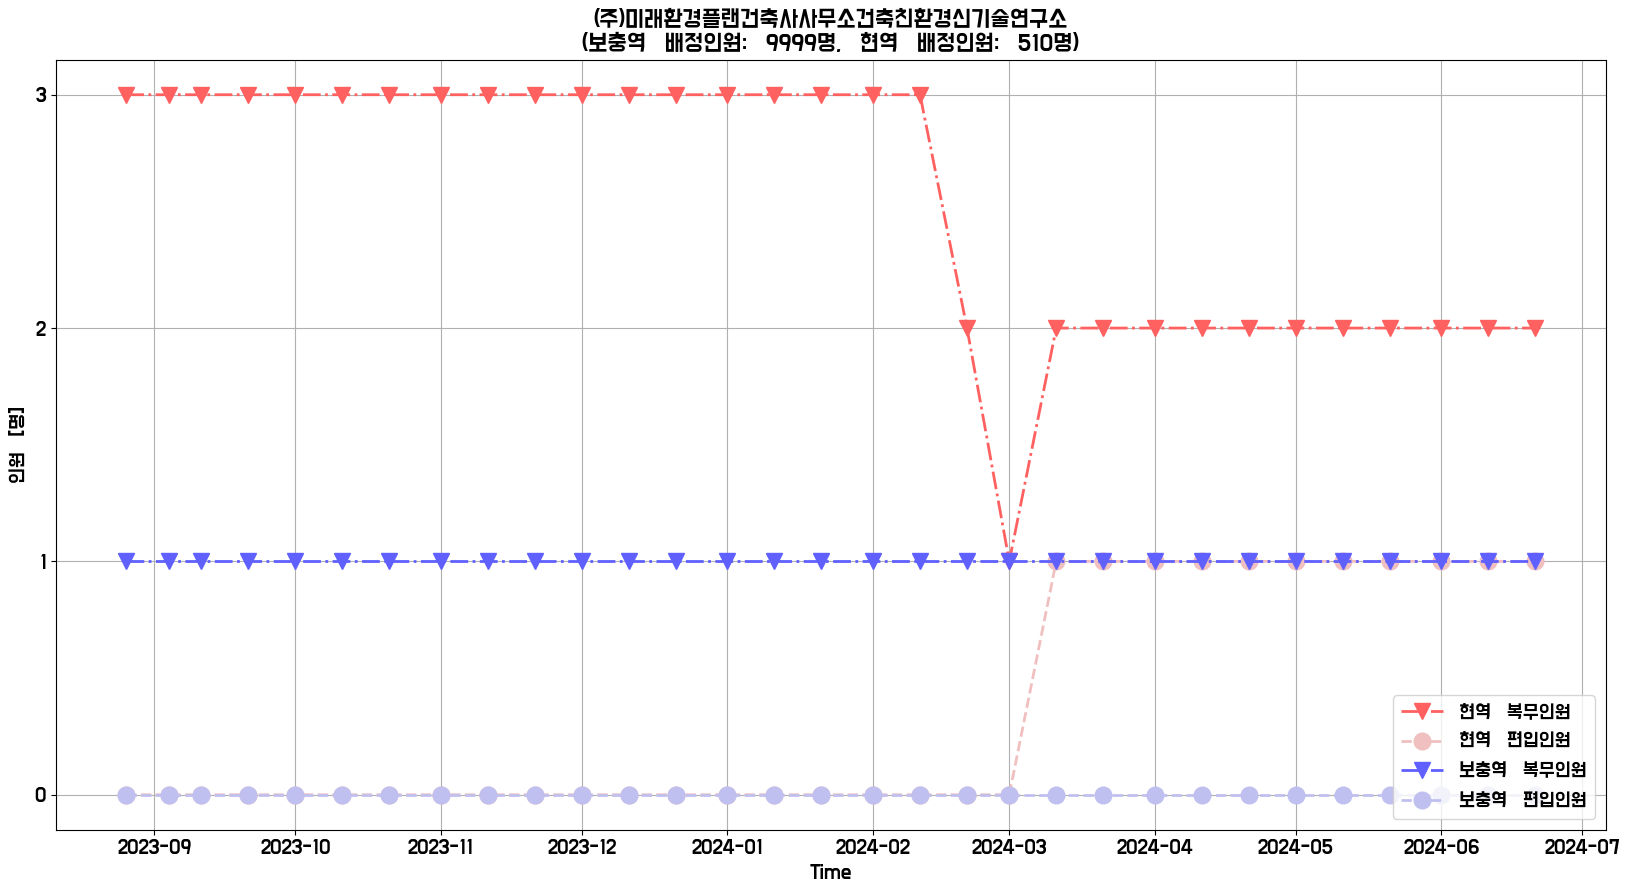 (주)미래환경플랜건축사사무소건축친환경신기술연구소
(보충역 배정인원: 9999명, 현역 배정인원: 510명)
3
2
1
0
인원 [명]
2023-09 2023-10 2023-11 2023-12 2024-01 2024-02 2024-03 2024-04 2024-05 2024-06 2024-07
Time
현역 복무인원
현역 편입인원
보충역 복무인원
보충역 편입인원